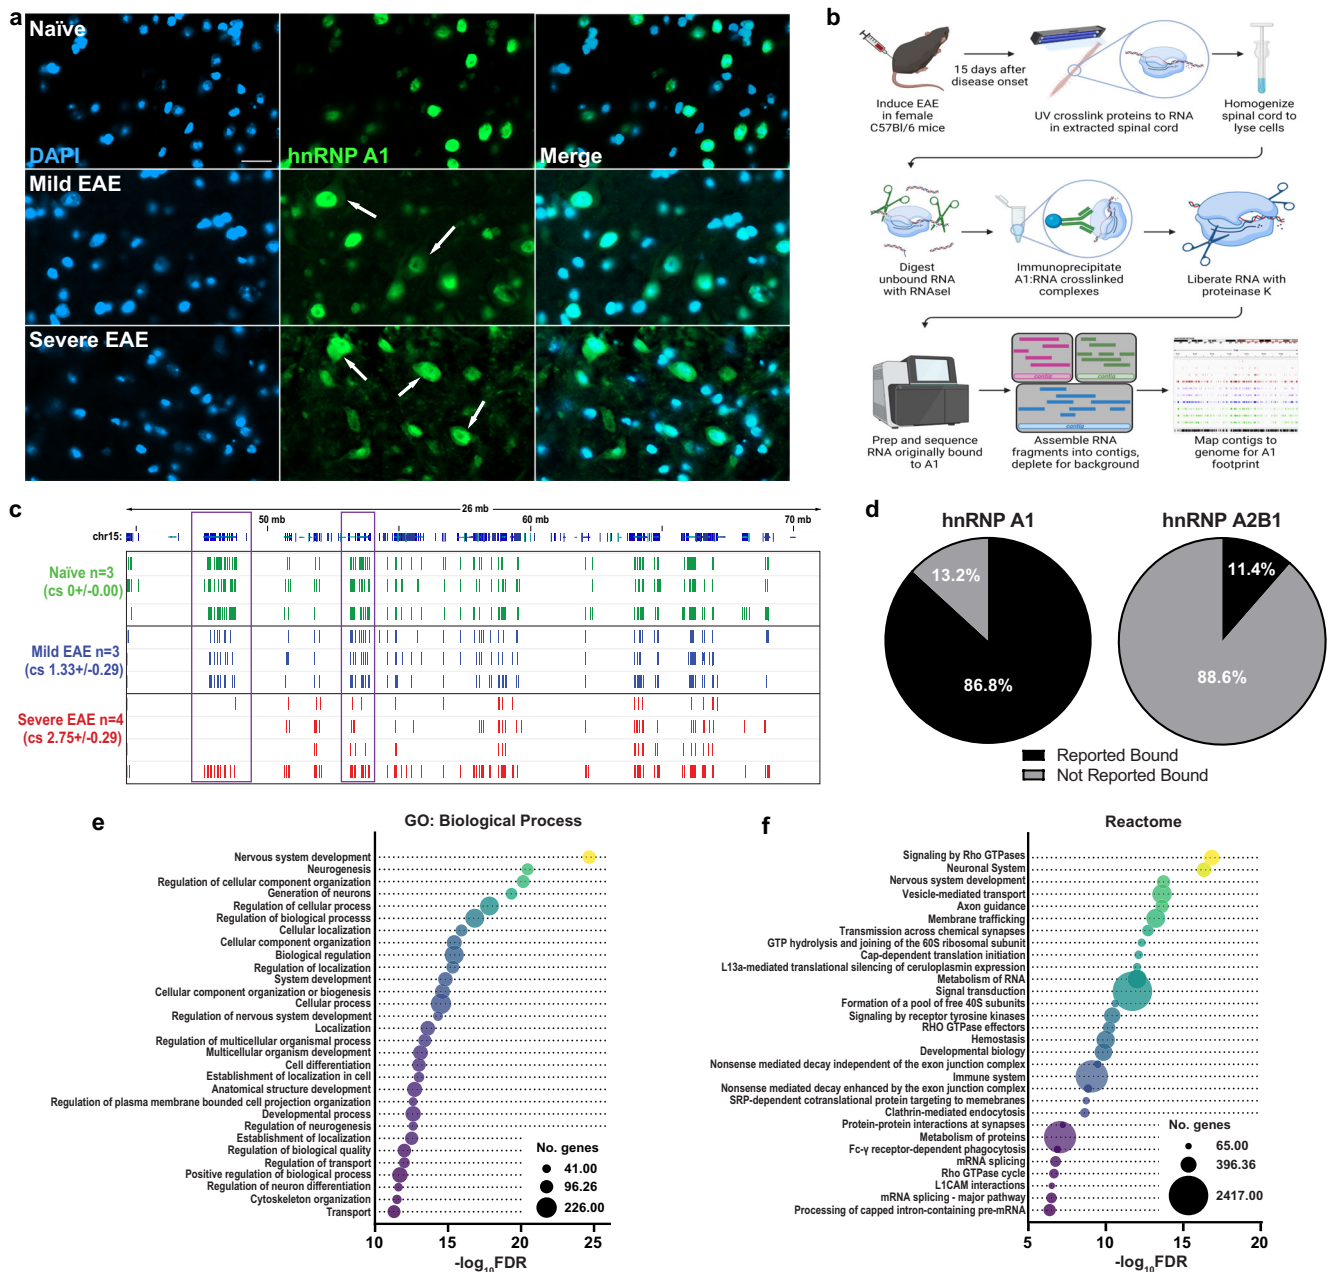 a
Naïve
DAPI
hnRNP A1
Merge
Mild EAE
Severe EAE
b
Induce EAE
in female
C57Bl/6 mice
15 days after
disease onset
UV crosslink proteins to RNA
in extracted spinal cord
Homogenize
spinal cord to
lyse cells
Digest
unbound RNA
with RNAseI
Immunoprecipitate
A1:RNA crosslinked
complexes
Liberate RNA with
proteinase K
contig
contig
contig
Prep and sequence
RNA originally bound
to A1
Assemble RNA
fragments into contigs,
deplete for background
Map contigs to
genome for A1
footprint
c
26 mb
50 mb
60 mb
70 mb
chr15:
Naïve n=3
(cs 0+/-0.00)
Mild EAE n=3
(cs 1.33+/-0.29)
Severe EAE n=4
(cs 2.75+/-0.29)
d
hnRNP A1
13.2%
86.8%
hnRNP A2B1
11.4%
88.6%
Reported Bound
Not Reported Bound
e
GO: Biological Process
Nervous system development
Neurogenesis
Regulation of cellular component organization
Generation of neurons
Regulation of cellular process
Regulation of biological processs
Cellular localization
Cellular component organization
Biological regulation
Regulation of localization
System development
Cellular component organization or biogenesis
Cellular process
Regulation of nervous system development
Localization
Regulation of multicellular organismal process
Multicellular organism development
Cell differentiation
Establishment of localization in cell
Anatomical structure development
Regulation of plasma membrane bounded cell projection organization
Developmental process
Regulation of neurogenesis
Establishment of localization
Regulation of biological quality
Regulation of transport
Positive regulation of biological process
Regulation of neuron differentiation
Cytoskeleton organization
Transport
No. genes
41.00
96.26
226.00
10 15 20 25
-log10FDR
f
Reactome
Signaling by Rho GTPases
Neuronal System
Nervous system development
Vesicle-mediated transport
Axon guidance
Membrane trafficking
Transmission across chemical synapses
GTP hydrolysis and joining of the 60S ribosomal subunit
Cap-dependent translation initiation
L13a-mediated translational silencing of ceruloplasmin expression
Metabolism of RNA
Signal transduction
Formation of a pool of free 40S subunits
Signaling by receptor tyrosine kinases
RHO GTPase effectors
Hemostasis
Developmental biology
Nonsense mediated decay independent of the exon junction complex
Immune system
Nonsense mediated decay enhanced by the exon junction complex
SRP-dependent cotranslational protein targeting to memebranes
Clathrin-mediated endocytosis
Protein-protein interactions at synapses
Metabolism of proteins
Fc-γ receptor-dependent phagocytosis
mRNA splicing
Rho GTPase cycle
L1CAM interactions
mRNA splicing - major pathway
Processing of capped intron-containing pre-mRNA
No. genes
65.00
396.36
2417.00
5 10 15 20
-log10FDR